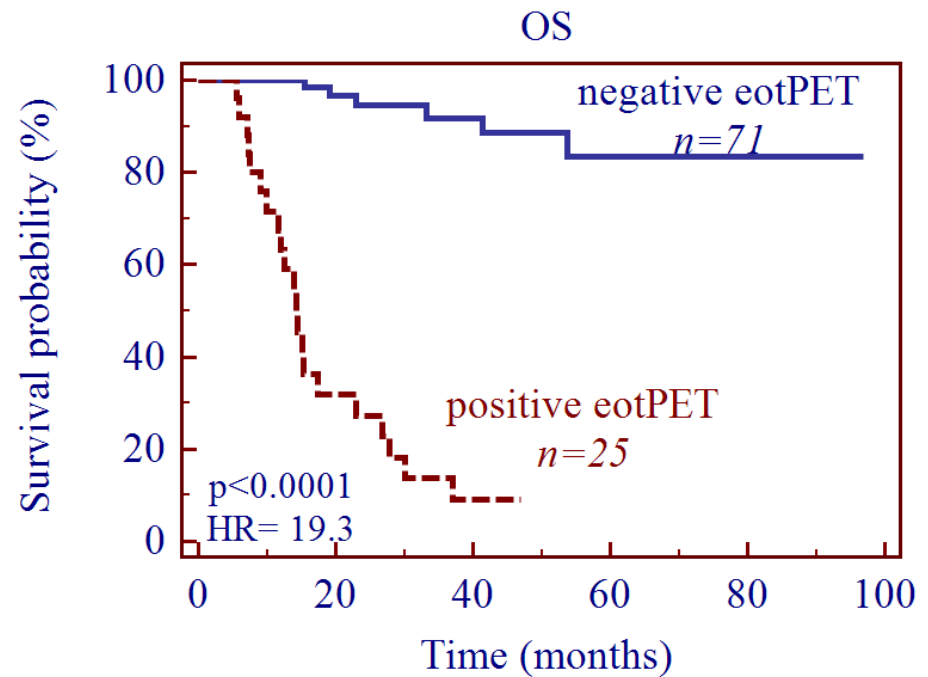 OS
Survival probability (%)
100
80
60
40
20
0
negative eotPET
n=71
positive eotPET
n=25
p<0.0001
HR= 19.3
0 20 40 60 80 100
Time (months)